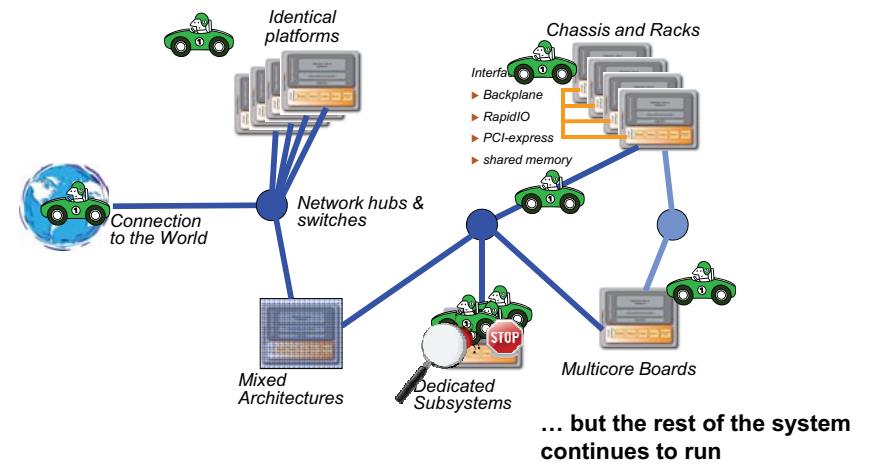 Identical
platforms
Chassis and Racks
Interfa
Backplane
RapidIO
PCI-express
shared memory
Network hubs &
switches
Connection
to the World
STOP
Mixed
Architectures
Dedicated
Subsystems
Multicore Boards
… but the rest of the system
continues to run